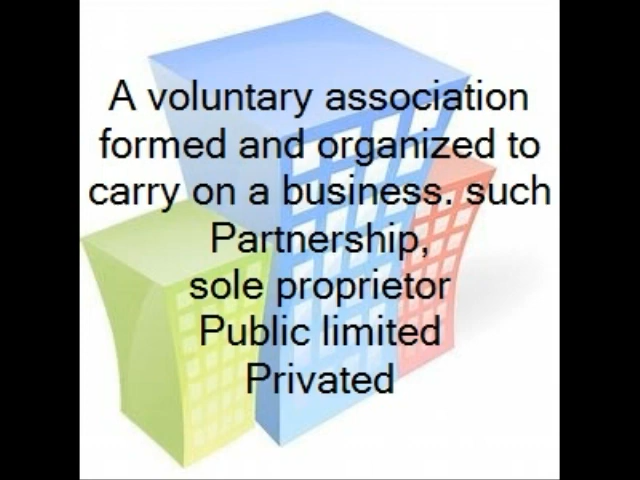 A voluntary association
formed and organized to
carry on a business. such
Partnership,
sole proprietor
Public limited
Privated